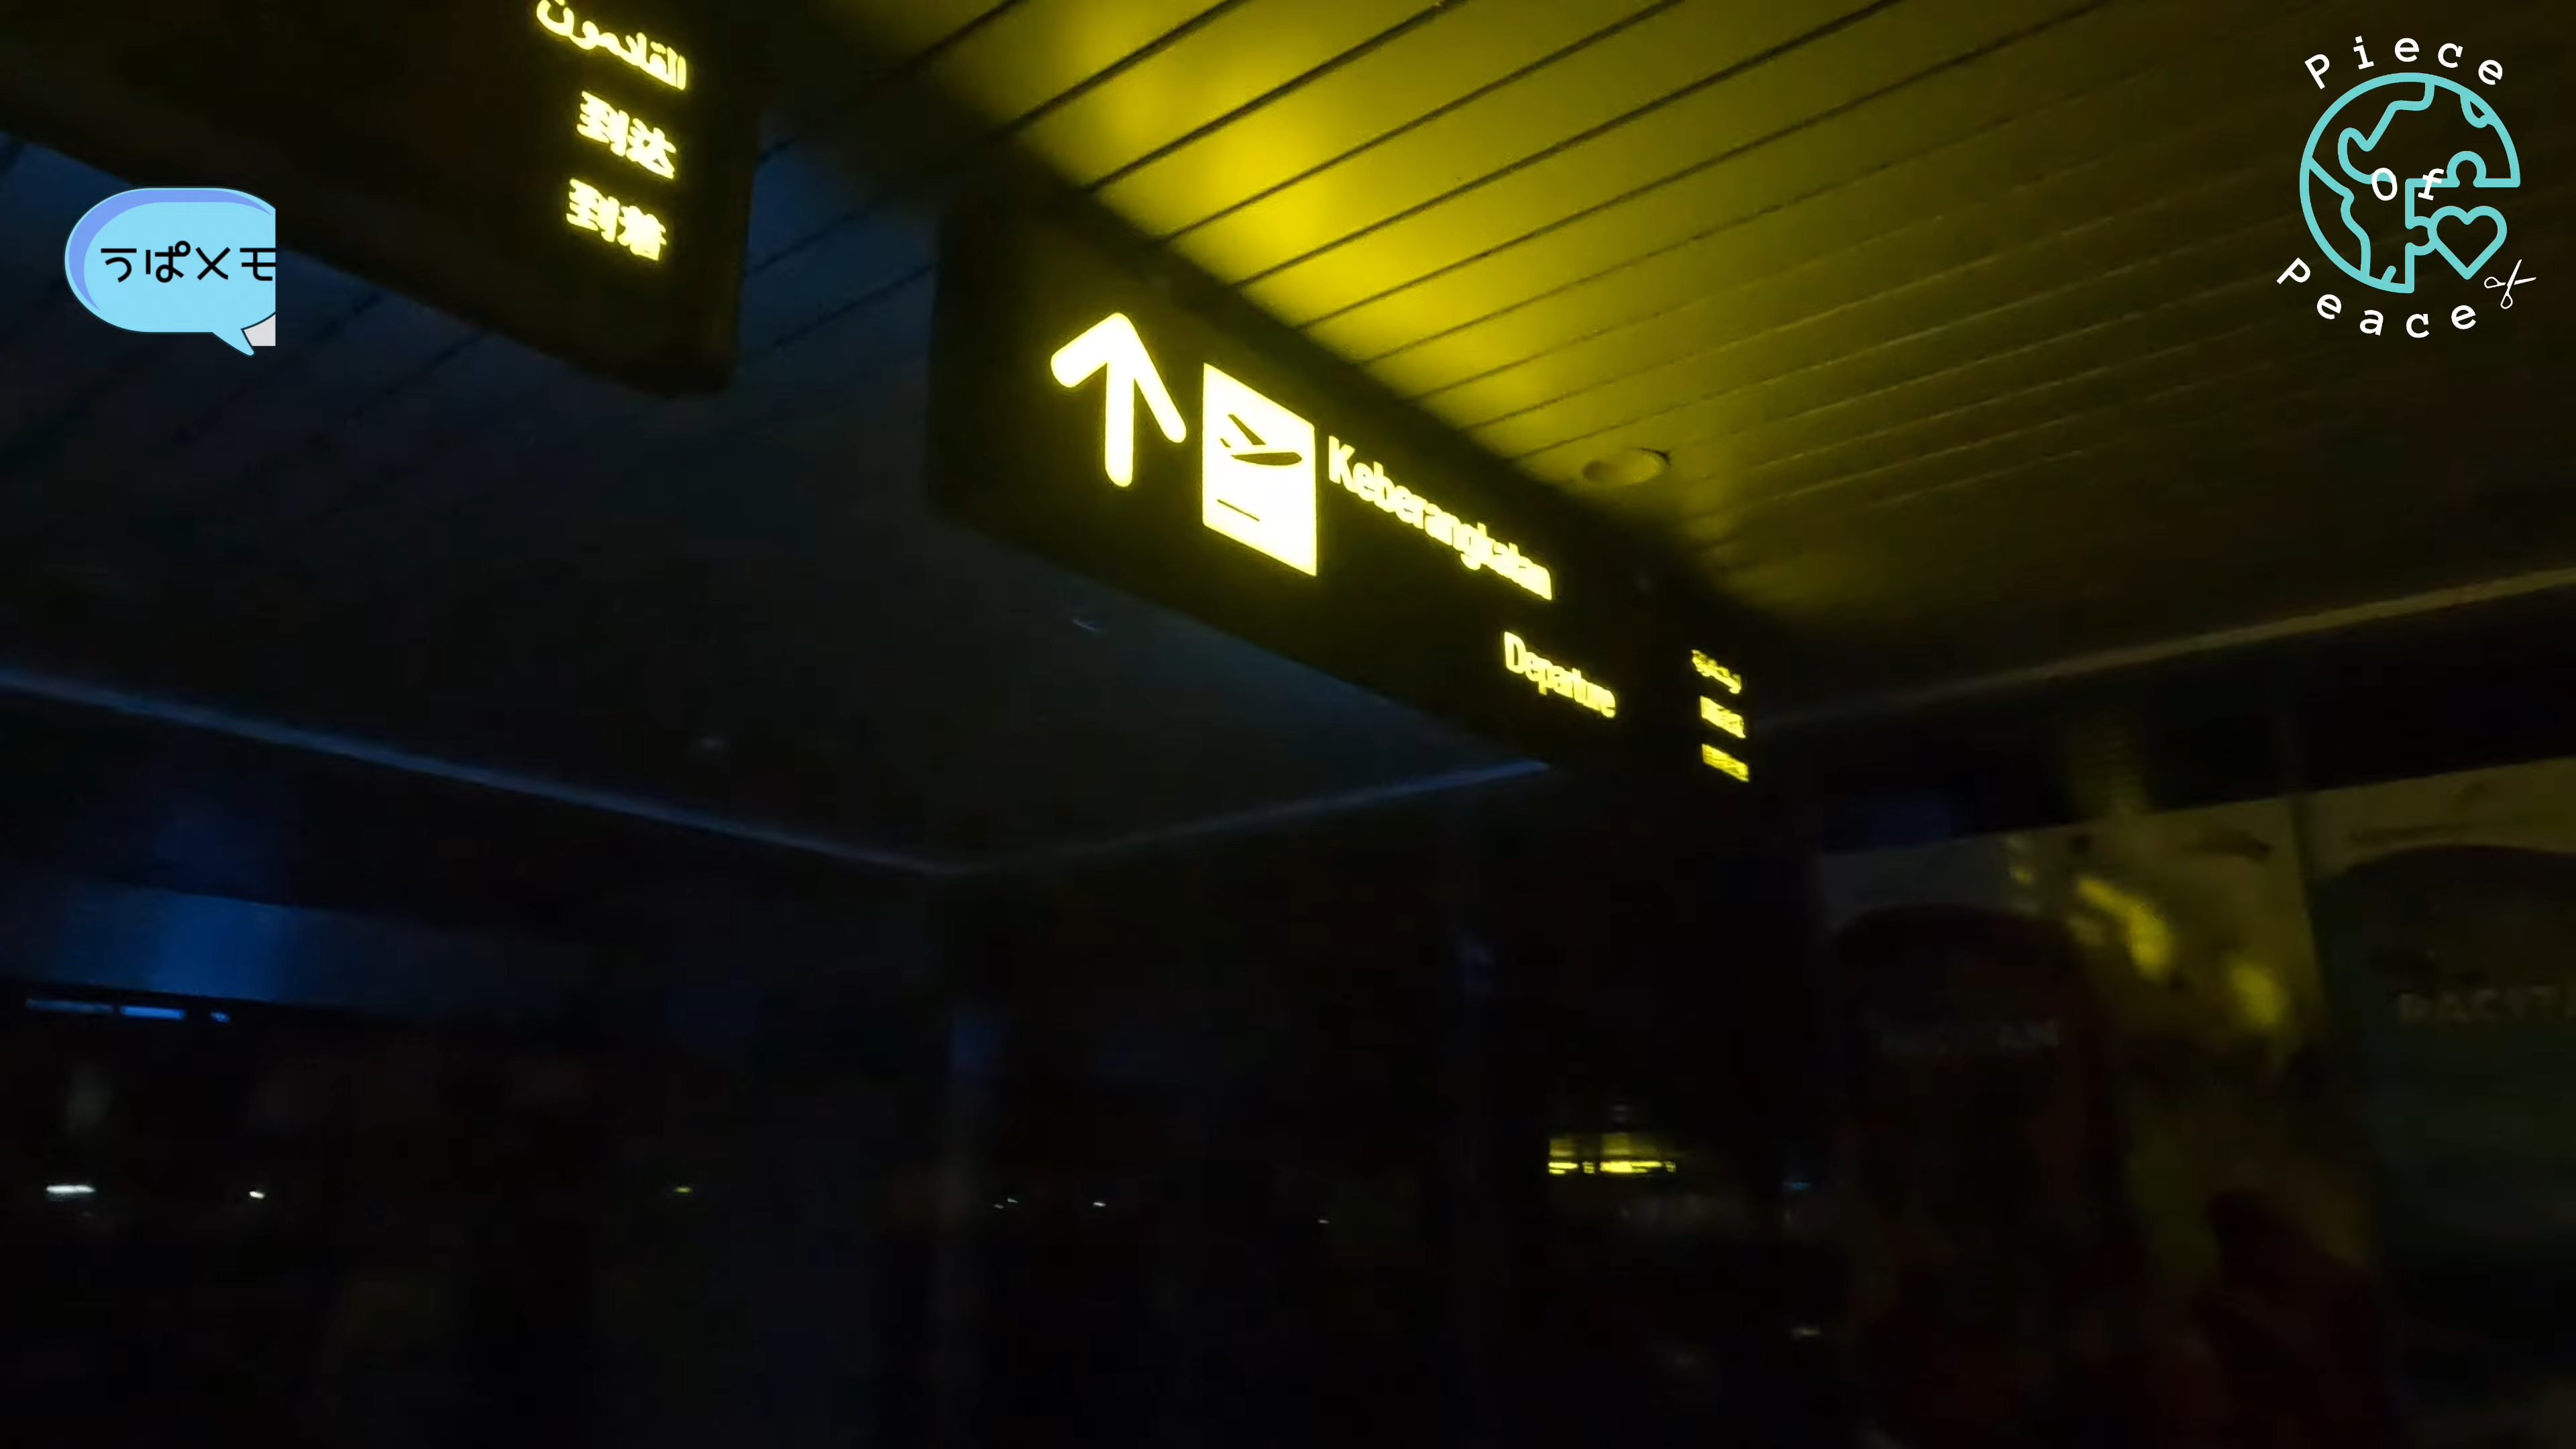 القادمون
到达
到着
うぱメモ
Piece
Of
Peace
Keberangkatan
Departure